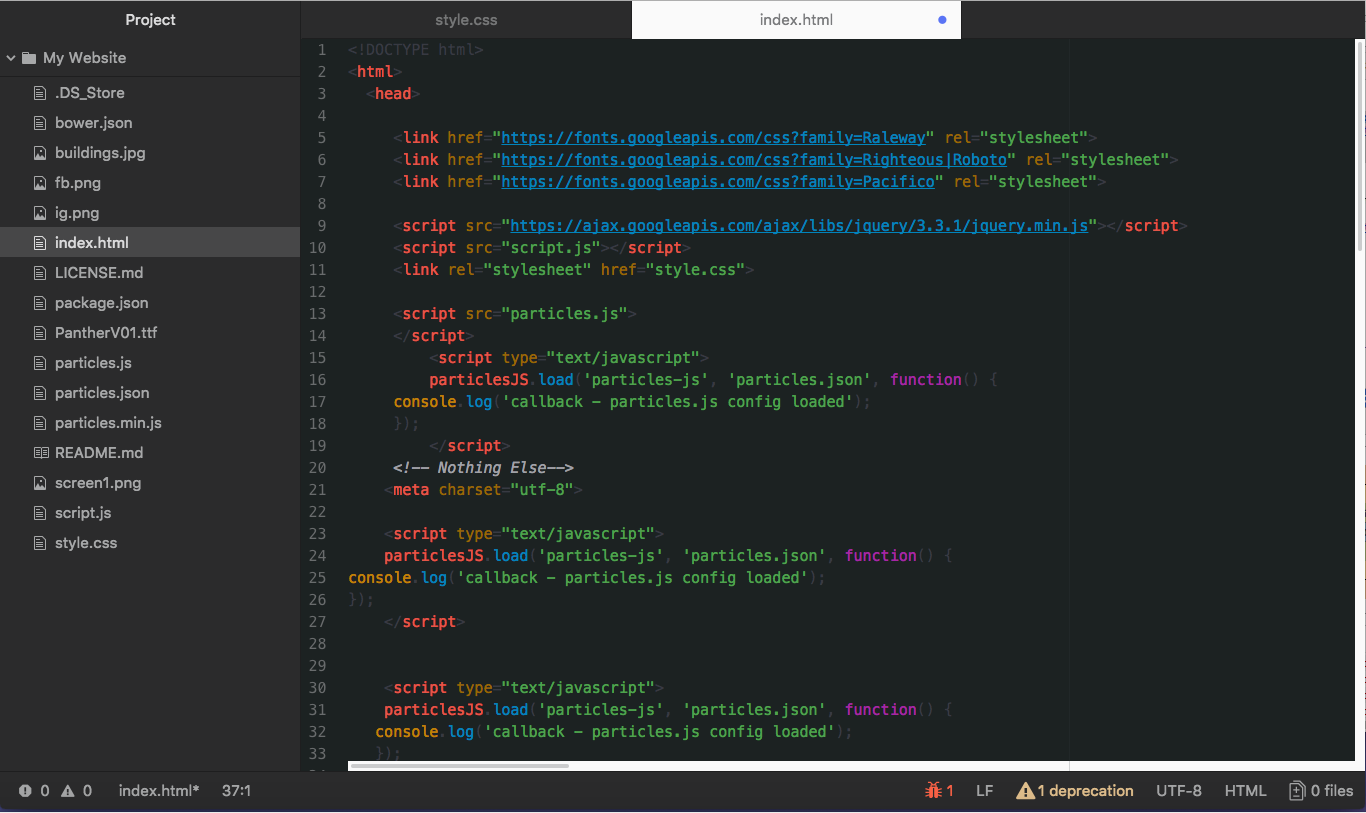 Project
style.css
index.html
My Website
.DS_Store
bower.json
buildings.jpg
fb.png
ig.png
index.html
LICENSE.md
package.json
PantherV01.ttf
particles.js
particles.json
particles.min.js
README.md
screen1.png
script.js
style.css
1 <!DOCTYPE html>
2 <html>
3 <head>
4
5 <link href="https://fonts.googleapis.com/css?family=Raleway" rel="stylesheet">
6 <link href="https://fonts.googleapis.com/css?family=Righteous|Roboto" rel="stylesheet">
7 <link href="https://fonts.googleapis.com/css?family=Pacifico" rel="stylesheet">
8
9 <script src="https://ajax.googleapis.com/ajax/libs/jquery/3.3.1/jquery.min.js"></script>
10 <script src="script.js"></script>
11 <link rel="stylesheet" href="style.css">
12
13 <script src="particles.js">
14 </script>
15 <script type="text/javascript">
16 particlesJS.load('particles-js', 'particles.json', function() {
17 console.log('callback - particles.js config loaded');
18 });
19 </script>
20 <!-- Nothing Else-->
21 <meta charset="utf-8">
22
23 <script type="text/javascript">
24 particlesJS.load('particles-js', 'particles.json', function() {
25 console.log('callback - particles.js config loaded');
26 });
27 </script>
28
29
30 <script type="text/javascript">
31 particlesJS.load('particles-js', 'particles.json', function() {
32 console.log('callback - particles.js config loaded');
33 });
0 0 index.html* 37:1 1 LF 1 deprecation UTF-8 HTML 0 files